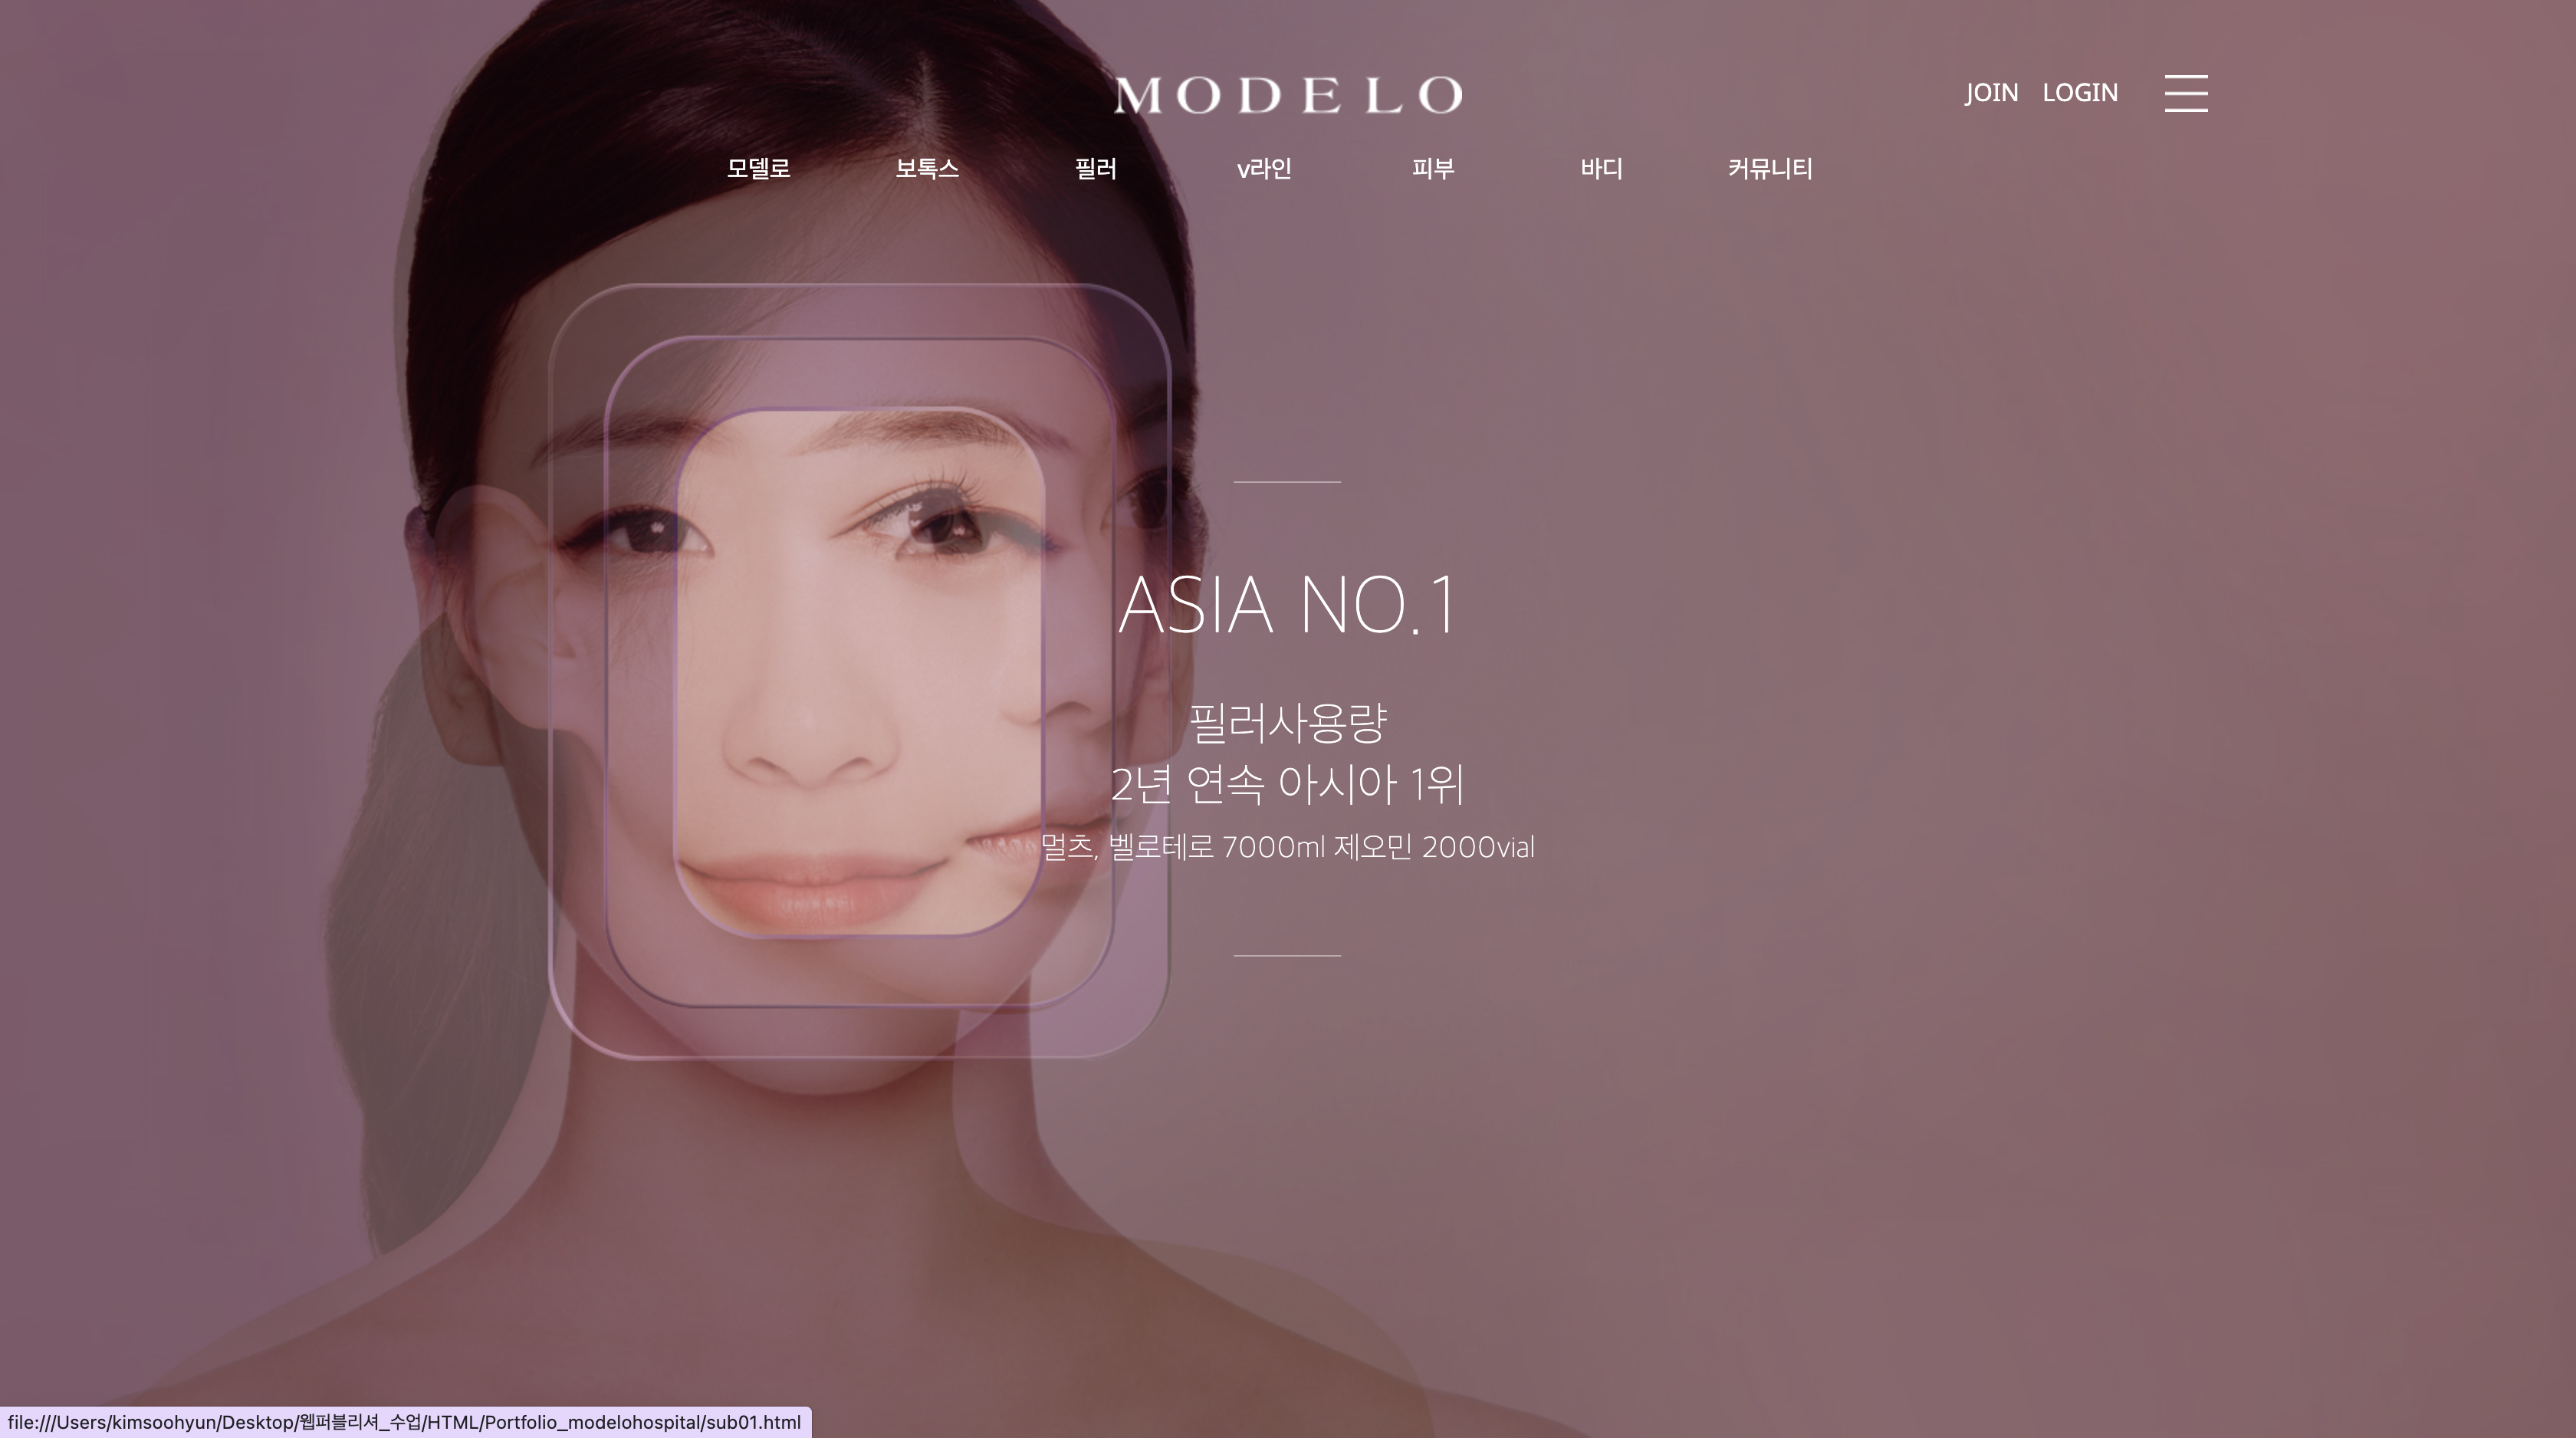 MODELO
JOIN LOGIN
모델로 보톡스 필러 v라인 피부 바디 커뮤니티
ASIA NO.1
필러사용량
2년 연속 아시아 1위
멀츠, 벨로테로 7000ml 제오민 2000vial
file:///Users/kimsoohyun/Desktop/웹퍼블리셔_수업/HTML/Portfolio_modelohospital/sub01.html